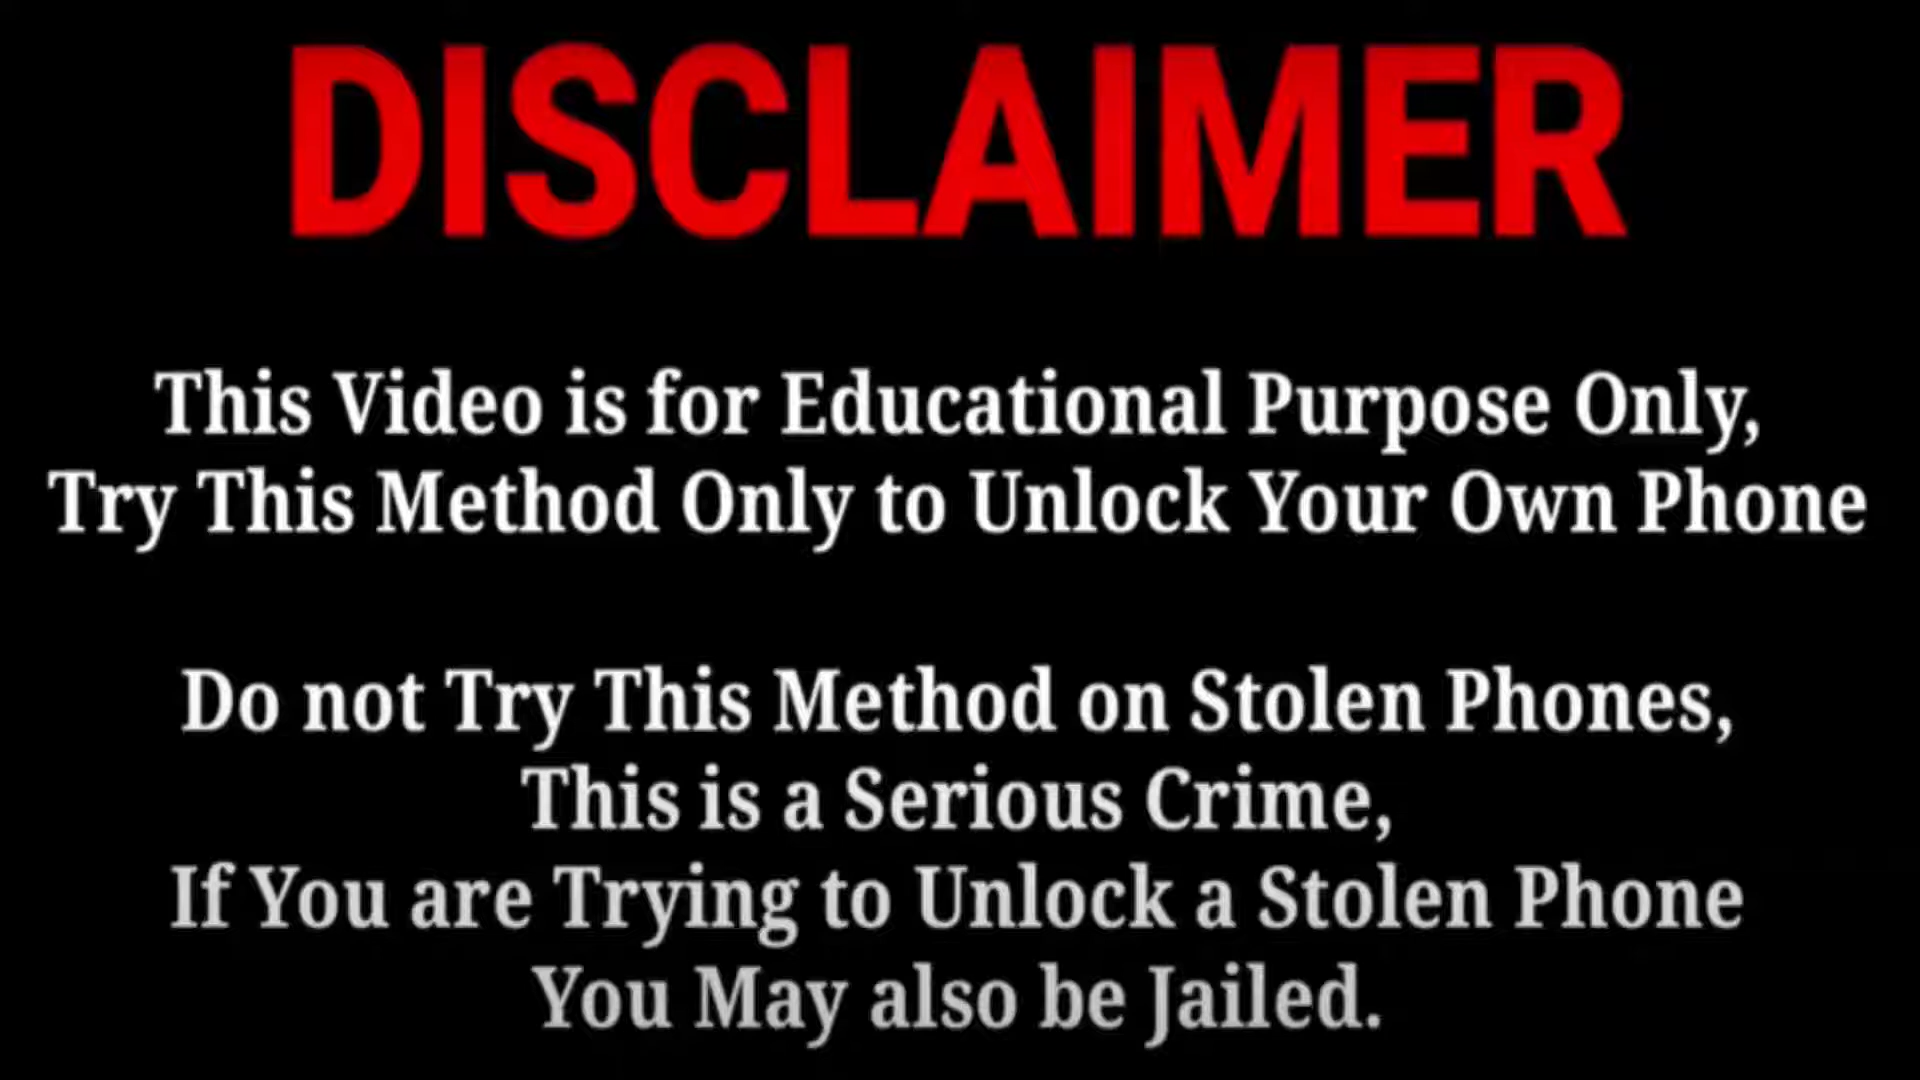 DISCLAIMER
This Video is for Educational Purpose Only,
Try This Method Only to Unlock Your Own Phone
Do not Try This Method on Stolen Phones,
This is a Serious Crime,
If You are Trying to Unlock a Stolen Phone
You May also be Jailed.